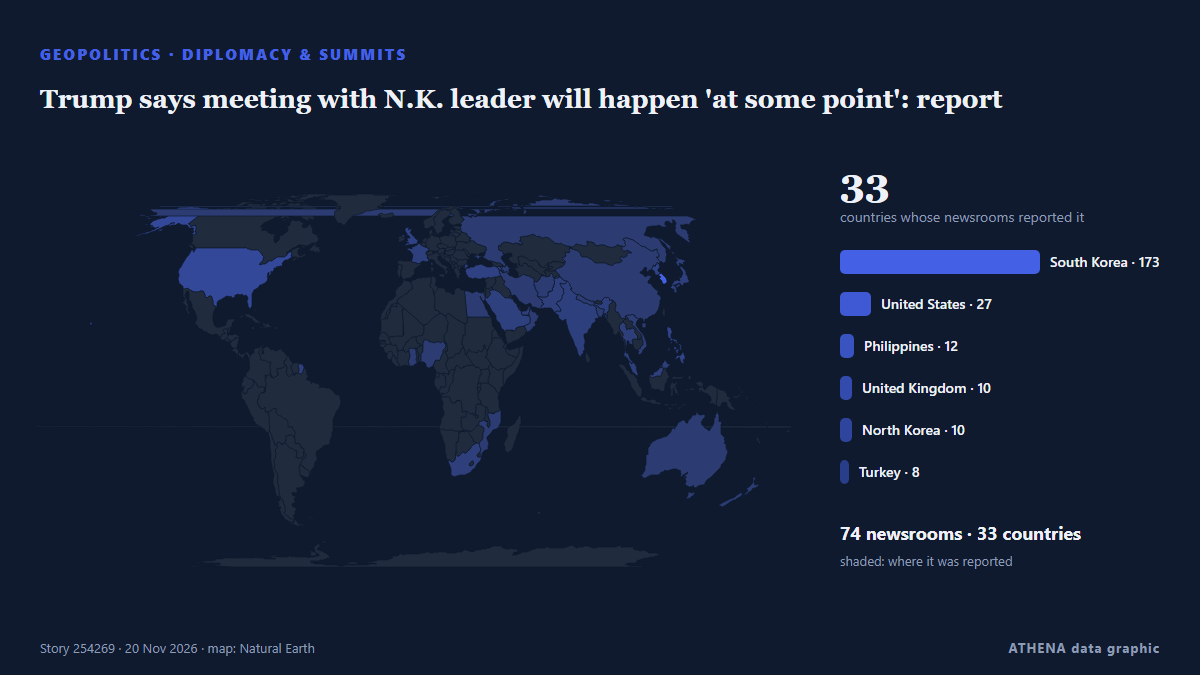 GEOPOLITICS · DIPLOMACY & SUMMITS
Trump says meeting with N.K. leader will happen 'at some point': report
33
countries whose newsrooms reported it
South Korea · 173
United States · 27
Philippines · 12
United Kingdom · 10
North Korea · 10
Turkey · 8
74 newsrooms · 33 countries
shaded: where it was reported
Story 254269 · 20 Nov 2026 · map: Natural Earth
ATHENA data graphic